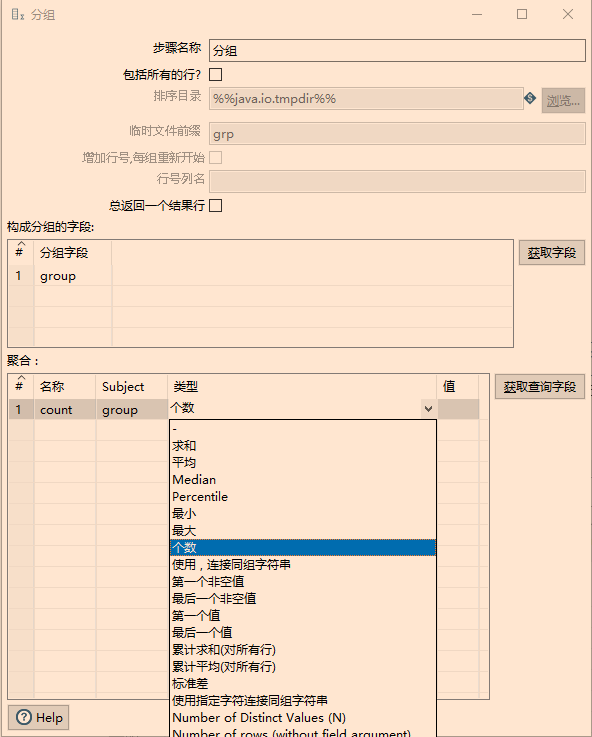 分组
步骤名称 分组
包括所有的行?
排序目录 %%java.io.tmpdir%% 浏览...
临时文件前缀 grp
增加行号,每组重新开始
行号列名
总返回一个结果行
构成分组的字段:
# 分组字段 获取字段
1 group
聚合：
# 名称 Subject 类型 值 获取查询字段
1 count group 个数
-
求和
平均
Median
Percentile
最小
最大
个数
使用，连接同组字符串
第一个非空值
最后一个非空值
第一个值
最后一个值
累计求和(对所有行)
累计平均(对所有行)
标准差
使用指定字符连接同组字符串
Help
Number of Distinct Values (N)
Number of rows (without field argument)